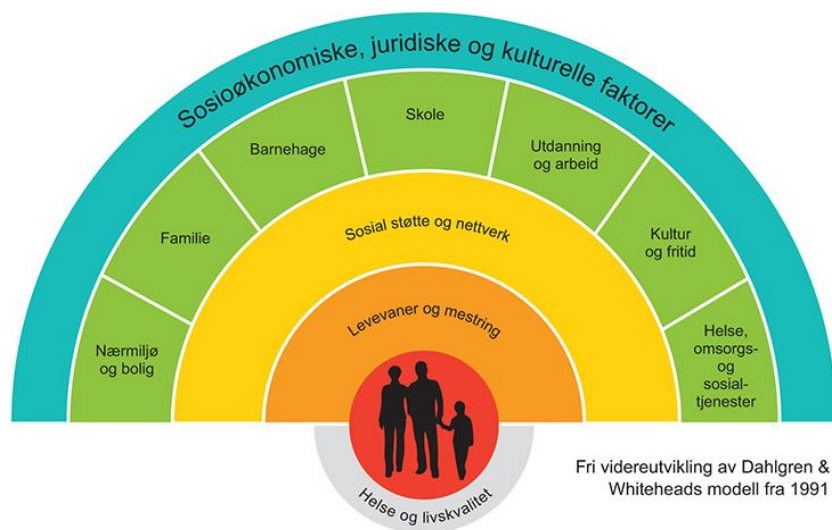 Sosioøkonomiske, juridiske og kulturelle faktorer
Nærmiljø
og bolig
Familie
Barnehage
Skole
Utdanning
og arbeid
Kultur
og fritid
Helse,
omsorgs-
og
sosial-
tjenester
Sosial støtte og nettverk
Levevaner og mestring
Helse og livskvalitet
Fri videreutvikling av Dahlgren &
Whiteheads modell fra 1991